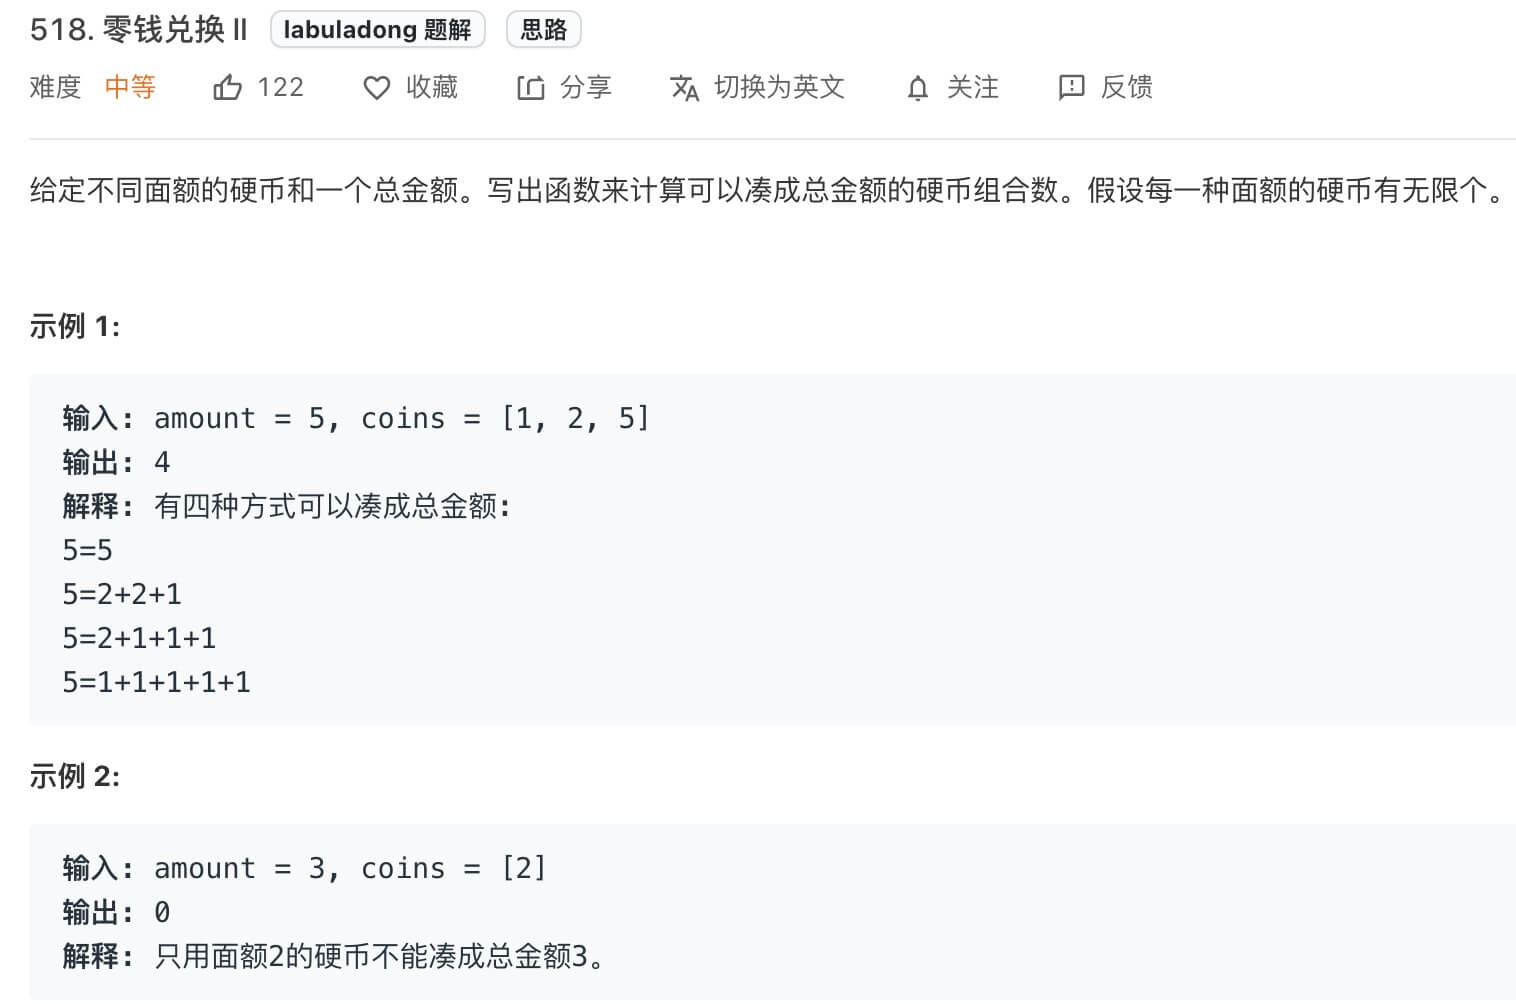 518. 零钱兑换 II labuladong 题解 思路
难度 中等 122 收藏 分享 切换为英文 关注 反馈
给定不同面额的硬币和一个总金额。写出函数来计算可以凑成总金额的硬币组合数。假设每一种面额的硬币有无限个。
示例 1:
输入: amount = 5, coins = [1, 2, 5]
输出: 4
解释: 有四种方式可以凑成总金额:
5=5
5=2+2+1
5=2+1+1+1
5=1+1+1+1+1
示例 2:
输入: amount = 3, coins = [2]
输出: 0
解释: 只用面额2的硬币不能凑成总金额3。